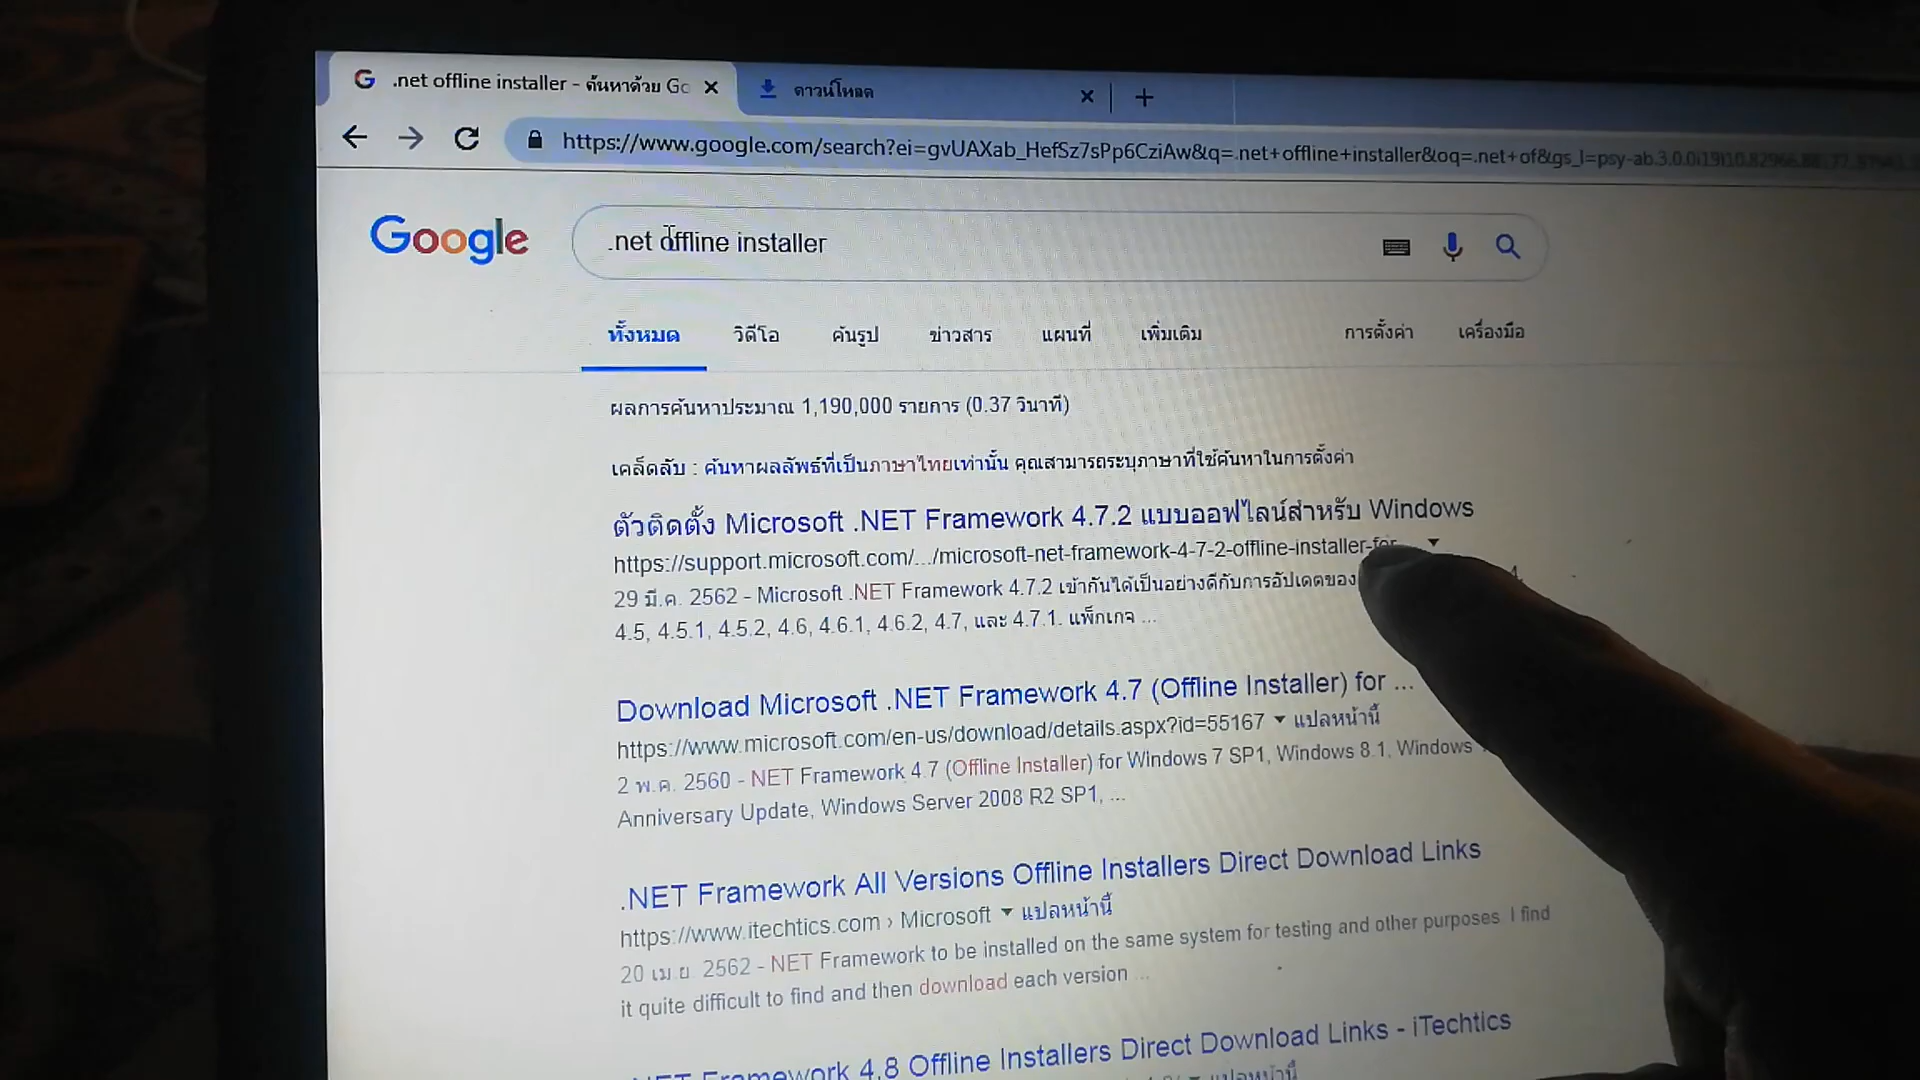 .net offline installer - ค้นหาด้วย Go
ดาวน์โหลด
https://www.google.com/search?ei=gvUAXab_HefSz7sPp6CziAw&q=.net+offline+installer&oq=.net+of&gs_l=psy-ab.3.0.0i19i10.
Google
.net offline installer
ทั้งหมด วิดีโอ ค้นรูป ข่าวสาร แผนที่ เพิ่มเติม การตั้งค่า เครื่องมือ
ผลการค้นหาประมาณ 1,190,000 รายการ (0.37 วินาที)
เคล็ดลับ : ค้นหาผลลัพธ์ที่เป็นภาษาไทยเท่านั้น คุณสามารถระบุภาษาที่ใช้ค้นหาในการตั้งค่า
ตัวติดตั้ง Microsoft .NET Framework 4.7.2 แบบออฟไลน์สำหรับ Windows
https://support.microsoft.com/.../microsoft-net-framework-4-7-2-offline-installer-for
29 มี.ค. 2562 - Microsoft .NET Framework 4.7.2 เข้ากันได้เป็นอย่างดีกับการอัปเดตของ
4.5, 4.5.1, 4.5.2, 4.6, 4.6.1, 4.6.2, 4.7, และ 4.7.1. แพ็กเกจ ...
Download Microsoft .NET Framework 4.7 (Offline Installer) for ...
https://www.microsoft.com/en-us/download/details.aspx?id=55167 แปลหน้านี้
2 พ.ค. 2560 - NET Framework 4.7 (Offline Installer) for Windows 7 SP1, Windows 8.1, Windows
Anniversary Update, Windows Server 2008 R2 SP1, ...
.NET Framework All Versions Offline Installers Direct Download Links
https://www.itechtics.com › Microsoft แปลหน้านี้
20 เม.ย. 2562 - NET Framework to be installed on the same system for testing and other purposes. I find
it quite difficult to find and then download each version ...
.NET Framework 4.8 Offline Installers Direct Download Links - iTechtics
แปลหน้านี้